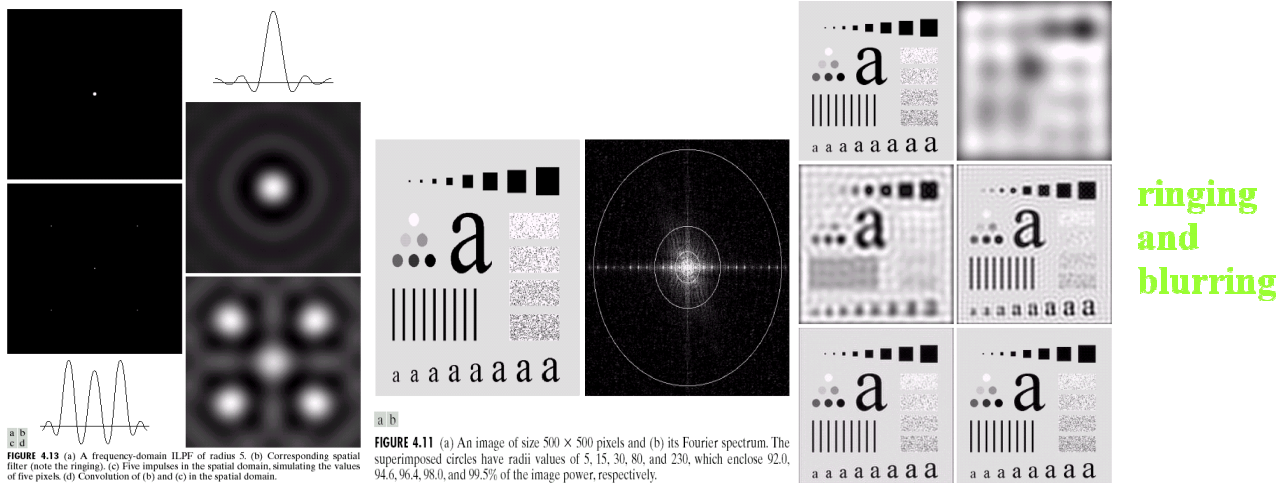 a b
c d
FIGURE 4.13 (a) A frequency-domain ILPF of radius 5. (b) Corresponding spatial
filter (note the ringing). (c) Five impulses in the spatial domain, simulating the values
of five pixels. (d) Convolution of (b) and (c) in the spatial domain.
a
a a a a a a a a
a b
FIGURE 4.11 (a) An image of size 500 × 500 pixels and (b) its Fourier spectrum. The
superimposed circles have radii values of 5, 15, 30, 80, and 230, which enclose 92.0,
94.6, 96.4, 98.0, and 99.5% of the image power, respectively.
a
a a a a a a a a
a
a
a a a a a a a a
a
a a a a a a a a
a
a a a a a a a a
ringing
and
blurring